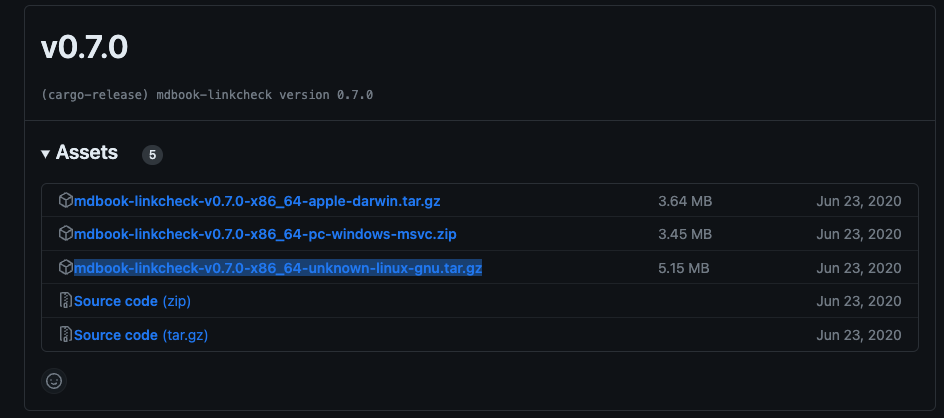 v0.7.0
(cargo-release) mdbook-linkcheck version 0.7.0
Assets 5
mdbook-linkcheck-v0.7.0-x86_64-apple-darwin.tar.gz 3.64 MB Jun 23, 2020
mdbook-linkcheck-v0.7.0-x86_64-pc-windows-msvc.zip 3.45 MB Jun 23, 2020
mdbook-linkcheck-v0.7.0-x86_64-unknown-linux-gnu.tar.gz 5.15 MB Jun 23, 2020
Source code (zip) Jun 23, 2020
Source code (tar.gz) Jun 23, 2020